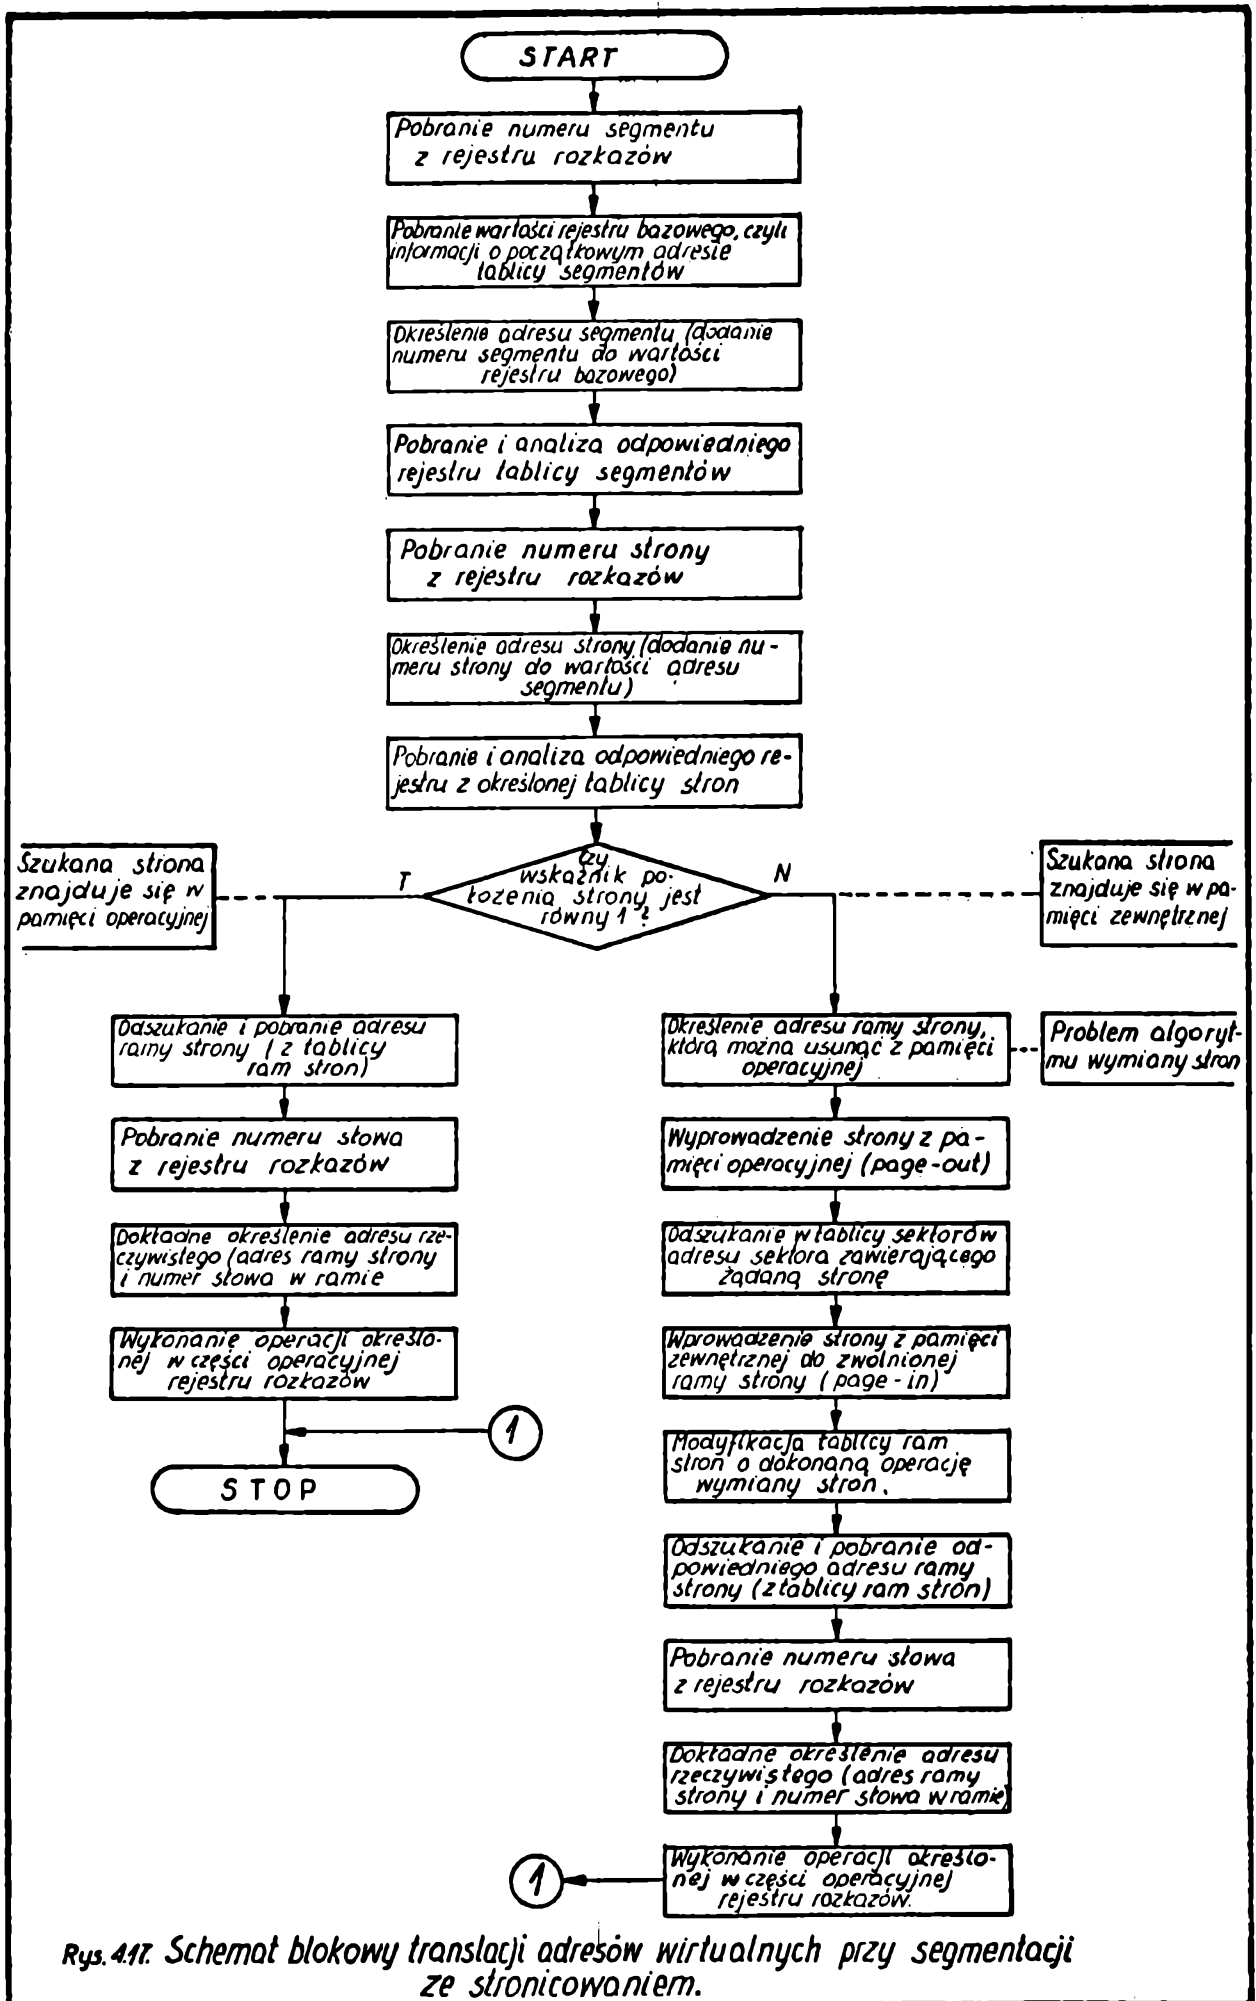 START
Pobranie numeru segmentu
z rejestru rozkazów
Pobranie wartości rejestru bazowego, czyli
informacji o początkowym adresie
tablicy segmentów
Określenie adresu segmentu (dodanie
numeru segmentu do wartości
rejestru bazowego)
Pobranie i analiza odpowiedniego
rejestru tablicy segmentów
Pobranie numeru strony
z rejestru rozkazów
Określenie adresu strony (dodanie nu-
meru strony do wartości adresu
segmentu)
Pobranie i analiza odpowiedniego re-
jestru z określonej tablicy stron
Czy
wskaźnik po-
łożenia strony jest
równy 1 ?
T
N
Szukana strona
znajduje się w
pamięci operacyjnej
Szukana strona
znajduje się w pa-
mięci zewnętrznej
Odszukanie i pobranie adresu
ramy strony ( z tablicy
ram stron)
Pobranie numeru słowa
z rejestru rozkazów
Dokładne określenie adresu rze-
czywistego (adres ramy strony
i numer słowa w ramie
Wykonanie operacji określo-
nej w części operacyjnej
rejestru rozkazów
1
STOP
Określenie adresu ramy strony,
którą można usunąć z pamięci
operacyjnej
Problem algoryt-
mu wymiany stron
Wyprowadzenie strony z pa-
mięci operacyjnej (page-out)
Odszukanie w tablicy sektorów
adresu sektora zawierającego
żądaną stronę
Wprowadzenie strony z pamięci
zewnętrznej do zwolnionej
ramy strony ( page - in)
Modyfikacja tablicy ram
stron o dokonaną operację
wymiany stron.
Odszukanie i pobranie od-
powiedniego adresu ramy
strony (z tablicy ram stron)
Pobranie numeru słowa
z rejestru rozkazów
Dokładne określenie adresu
rzeczywistego (adres ramy
strony i numer słowa w ramie)
Wykonanie operacji określo-
nej w części operacyjnej
rejestru rozkazów.
1
Rys. 4.17. Schemat blokowy translacji adresów wirtualnych przy segmentacji
ze stronicowaniem.